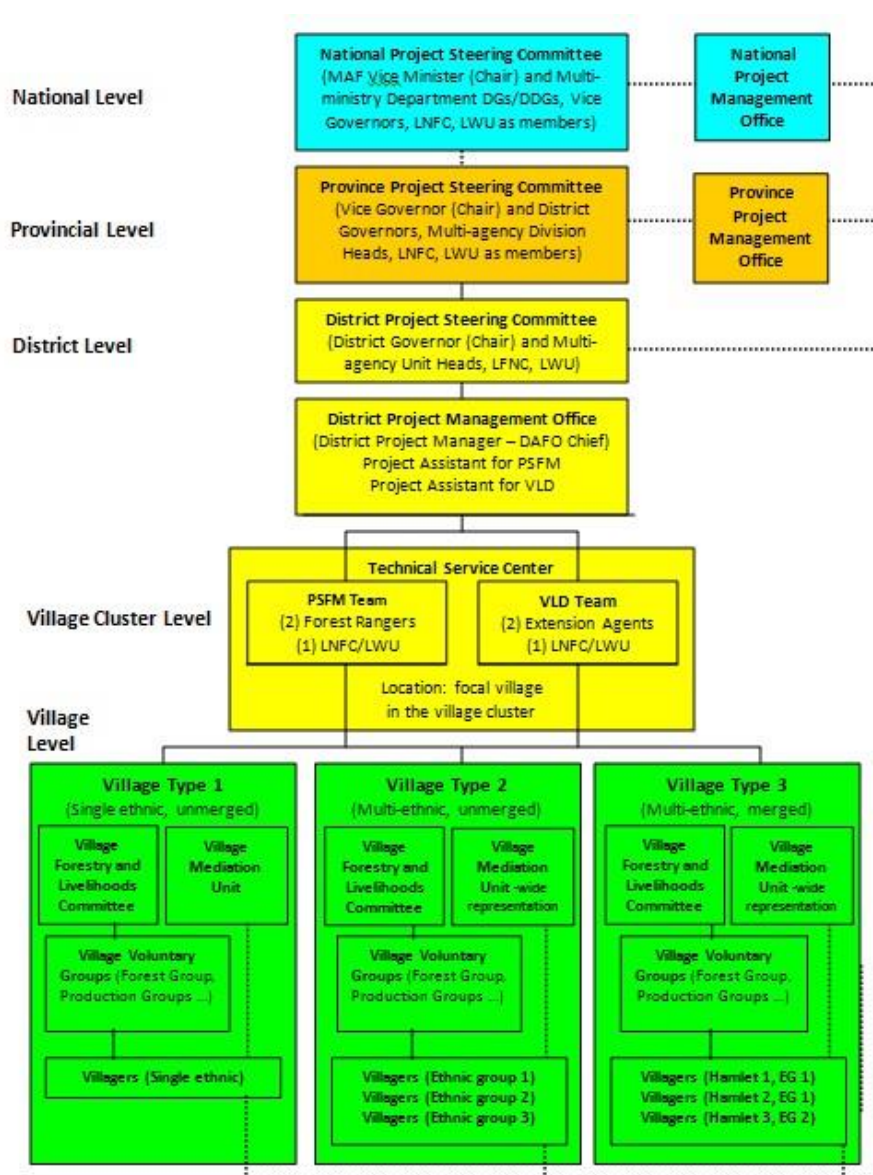 National Level
National Project Steering Committee
(MAF Vice Minister (Chair) and Multi-
ministry Department DGs/DDGs, Vice
Governors, LNFC, LWU as members)
National
Project
Management
Office
Provincial Level
Province Project Steering Committee
(Vice Governor (Chair) and District
Governors, Multi-agency Division
Heads, LNFC, LWU as members)
Province
Project
Management
Office
District Level
District Project Steering Committee
(District Governor (Chair) and Multi-
agency Unit Heads, LFNC, LWU)
District Project Management Office
(District Project Manager – DAFO Chief)
Project Assistant for PSFM
Project Assistant for VLD
Village Cluster Level
Technical Service Center
PSFM Team
(2) Forest Rangers
(1) LNFC/LWU
VLD Team
(2) Extension Agents
(1) LNFC/LWU
Location: focal village
in the village cluster
Village
Level
Village Type 1
(Single ethnic, unmerged)
Village
Forestry and
Livelihoods
Committee
Village
Mediation
Unit
Village Voluntary
Groups (Forest Group,
Production Groups ...)
Villagers (Single ethnic)
Village Type 2
(Multi-ethnic, unmerged)
Village
Forestry and
Livelihoods
Committee
Village
Mediation
Unit -wide
representation
Village Voluntary
Groups (Forest Group,
Production Groups ...)
Villagers (Ethnic group 1)
Villagers (Ethnic group 2)
Villagers (Ethnic group 3)
Village Type 3
(Multi-ethnic, merged)
Village
Forestry and
Livelihoods
Committee
Village
Mediation
Unit -wide
representation
Village Voluntary
Groups (Forest Group,
Production Groups ...)
Villagers (Hamlet 1, EG 1)
Villagers (Hamlet 2, EG 1)
Villagers (Hamlet 3, EG 2)